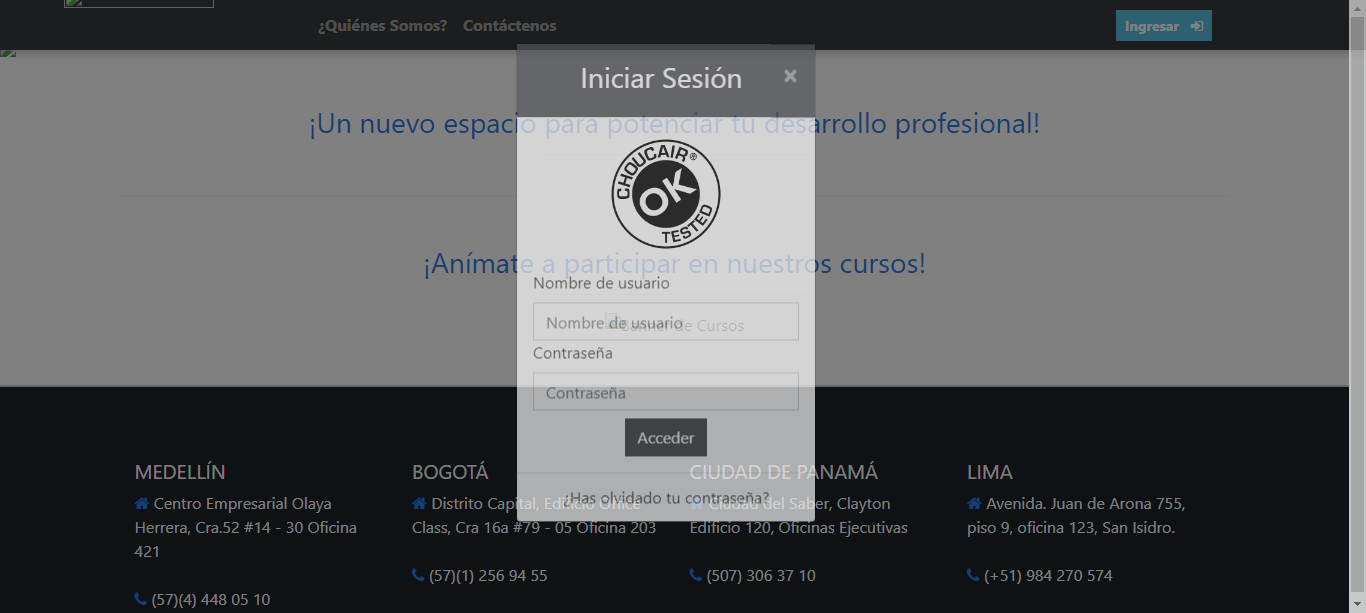 ¿Quiénes Somos? Contáctenos Ingresar
Iniciar Sesión ×
¡Un nuevo espacio para potenciar tu desarrollo profesional!
CHOUCAIR®
OK
TESTED
¡Anímate a participar en nuestros cursos!
Nombre de usuario
Nombre de usuario
Banner de Cursos
Contraseña
Contraseña
Acceder
¿Has olvidado tu contraseña?
MEDELLÍN
Centro Empresarial Olaya
Herrera, Cra.52 #14 - 30 Oficina
421
(57)(4) 448 05 10
BOGOTÁ
Distrito Capital, Edificio Office
Class, Cra 16a #79 - 05 Oficina 203
(57)(1) 256 94 55
CIUDAD DE PANAMÁ
Ciudad del Saber, Clayton
Edificio 120, Oficinas Ejecutivas
(507) 306 37 10
LIMA
Avenida. Juan de Arona 755,
piso 9, oficina 123, San Isidro.
(+51) 984 270 574